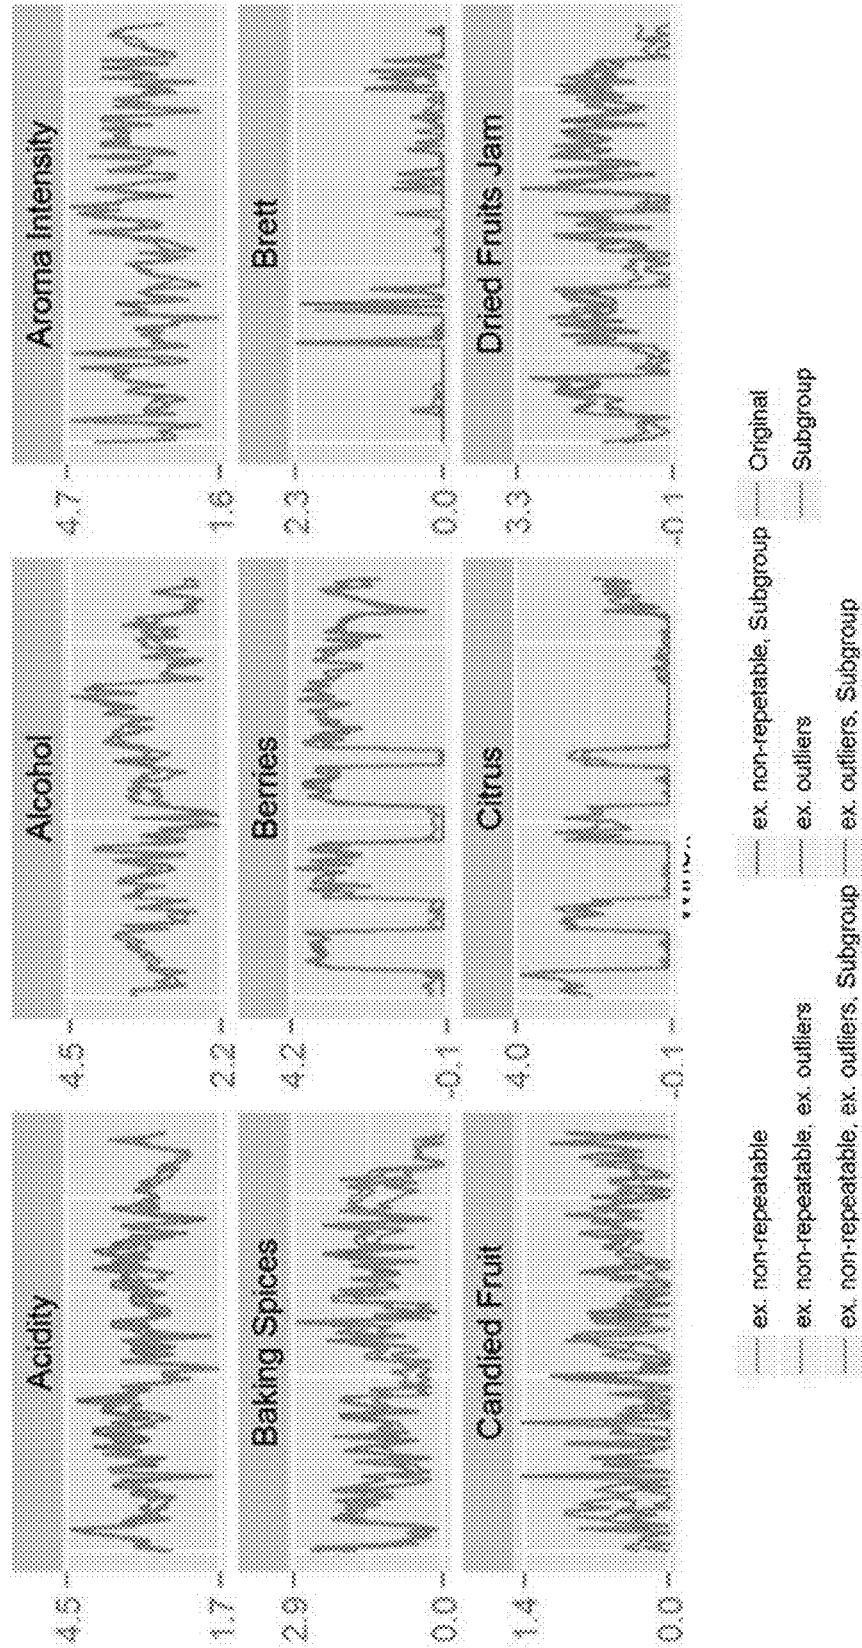 Acidity
Alcohol
Aroma Intensity
4.5
1.7
4.5
2.2
4.7
1.6
Baking Spices
Berries
Brett
2.9
0.0
4.2
-0.1
2.3
0.0
Candied Fruit
Citrus
Dried Fruits Jam
1.4
0.0
4.0
-0.1
3.3
-0.1
ex. non-repeatable
ex. non-repetable, Subgroup
Original
ex. non-repeatable, ex. outliers
ex. outliers
Subgroup
ex. non-repeatable, ex. outliers, Subgroup
ex. outliers, Subgroup